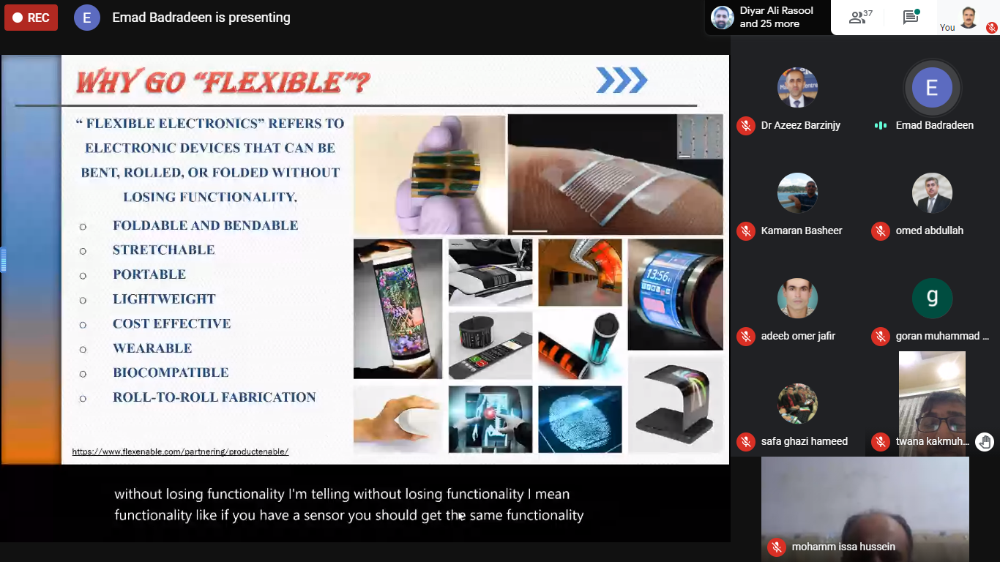 REC
E
Emad Badradeen is presenting
Diyar Ali Rasool
and 25 more
37
You
WHY GO “FLEXIBLE”?
“ FLEXIBLE ELECTRONICS” REFERS TO
ELECTRONIC DEVICES THAT CAN BE
BENT, ROLLED, OR FOLDED WITHOUT
LOSING FUNCTIONALITY.
FOLDABLE AND BENDABLE
STRETCHABLE
PORTABLE
LIGHTWEIGHT
COST EFFECTIVE
WEARABLE
BIOCOMPATIBLE
ROLL-TO-ROLL FABRICATION
13:56
https://www.flexenable.com/partnering/productenable/
without losing functionality I'm telling without losing functionality I mean
functionality like if you have a sensor you should get the same functionality
Dr Azeez Barzinjy
E
Emad Badradeen
Kamaran Basheer
omed abdullah
adeeb omer jafir
g
goran muhammad ...
safa ghazi hameed
twana kakmuh...
mohamm issa hussein